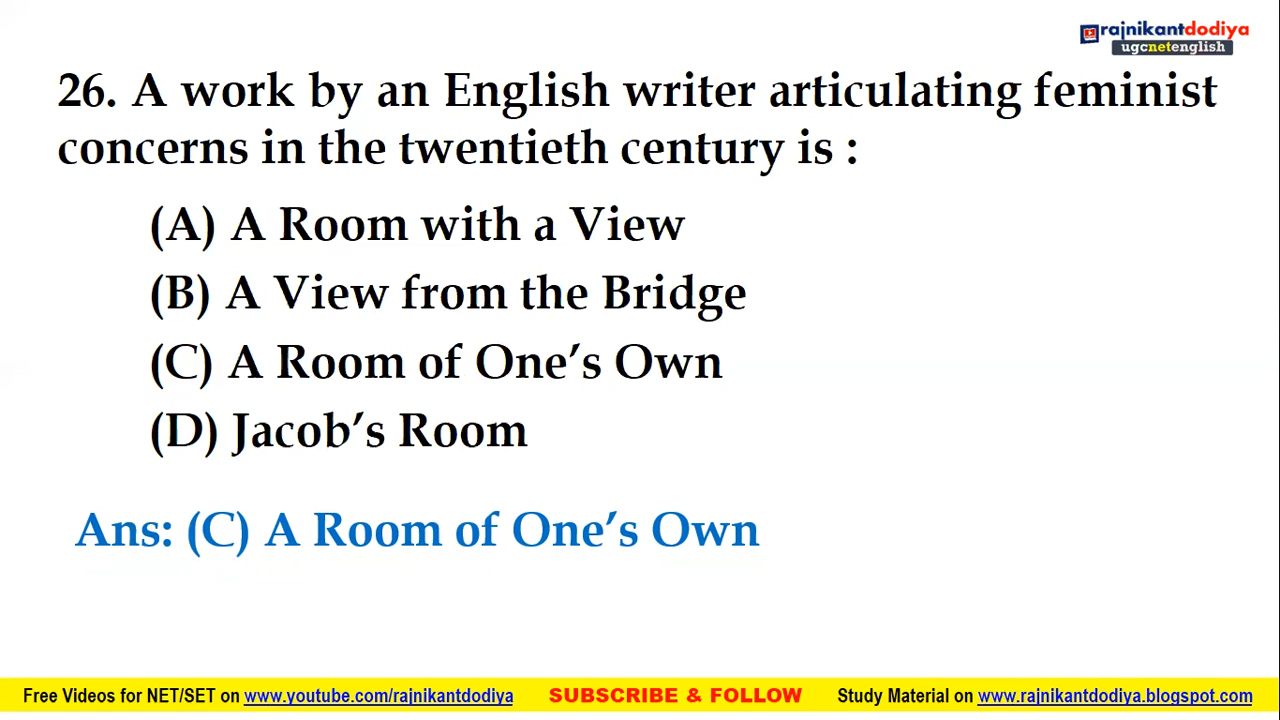 rajnikantdodiya
ugcnetenglish
26. A work by an English writer articulating feminist
concerns in the twentieth century is :
(A) A Room with a View
(B) A View from the Bridge
(C) A Room of One’s Own
(D) Jacob’s Room
Ans: (C) A Room of One’s Own
Free Videos for NET/SET on www.youtube.com/rajnikantdodiya SUBSCRIBE & FOLLOW Study Material on www.rajnikantdodiya.blogspot.com